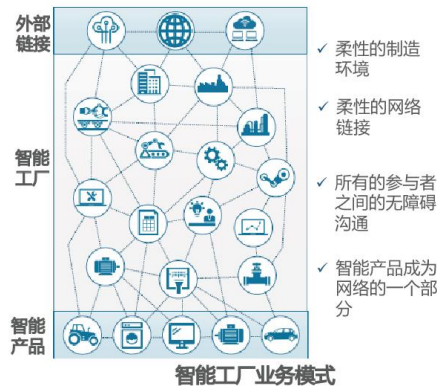 外部
链接
智能
工厂
智能
产品
✓ 柔性的制造
环境
✓ 柔性的网络
链接
✓ 所有的参与者
之间的无障碍
沟通
✓ 智能产品成为
网络的一个部
分
智能工厂业务模式